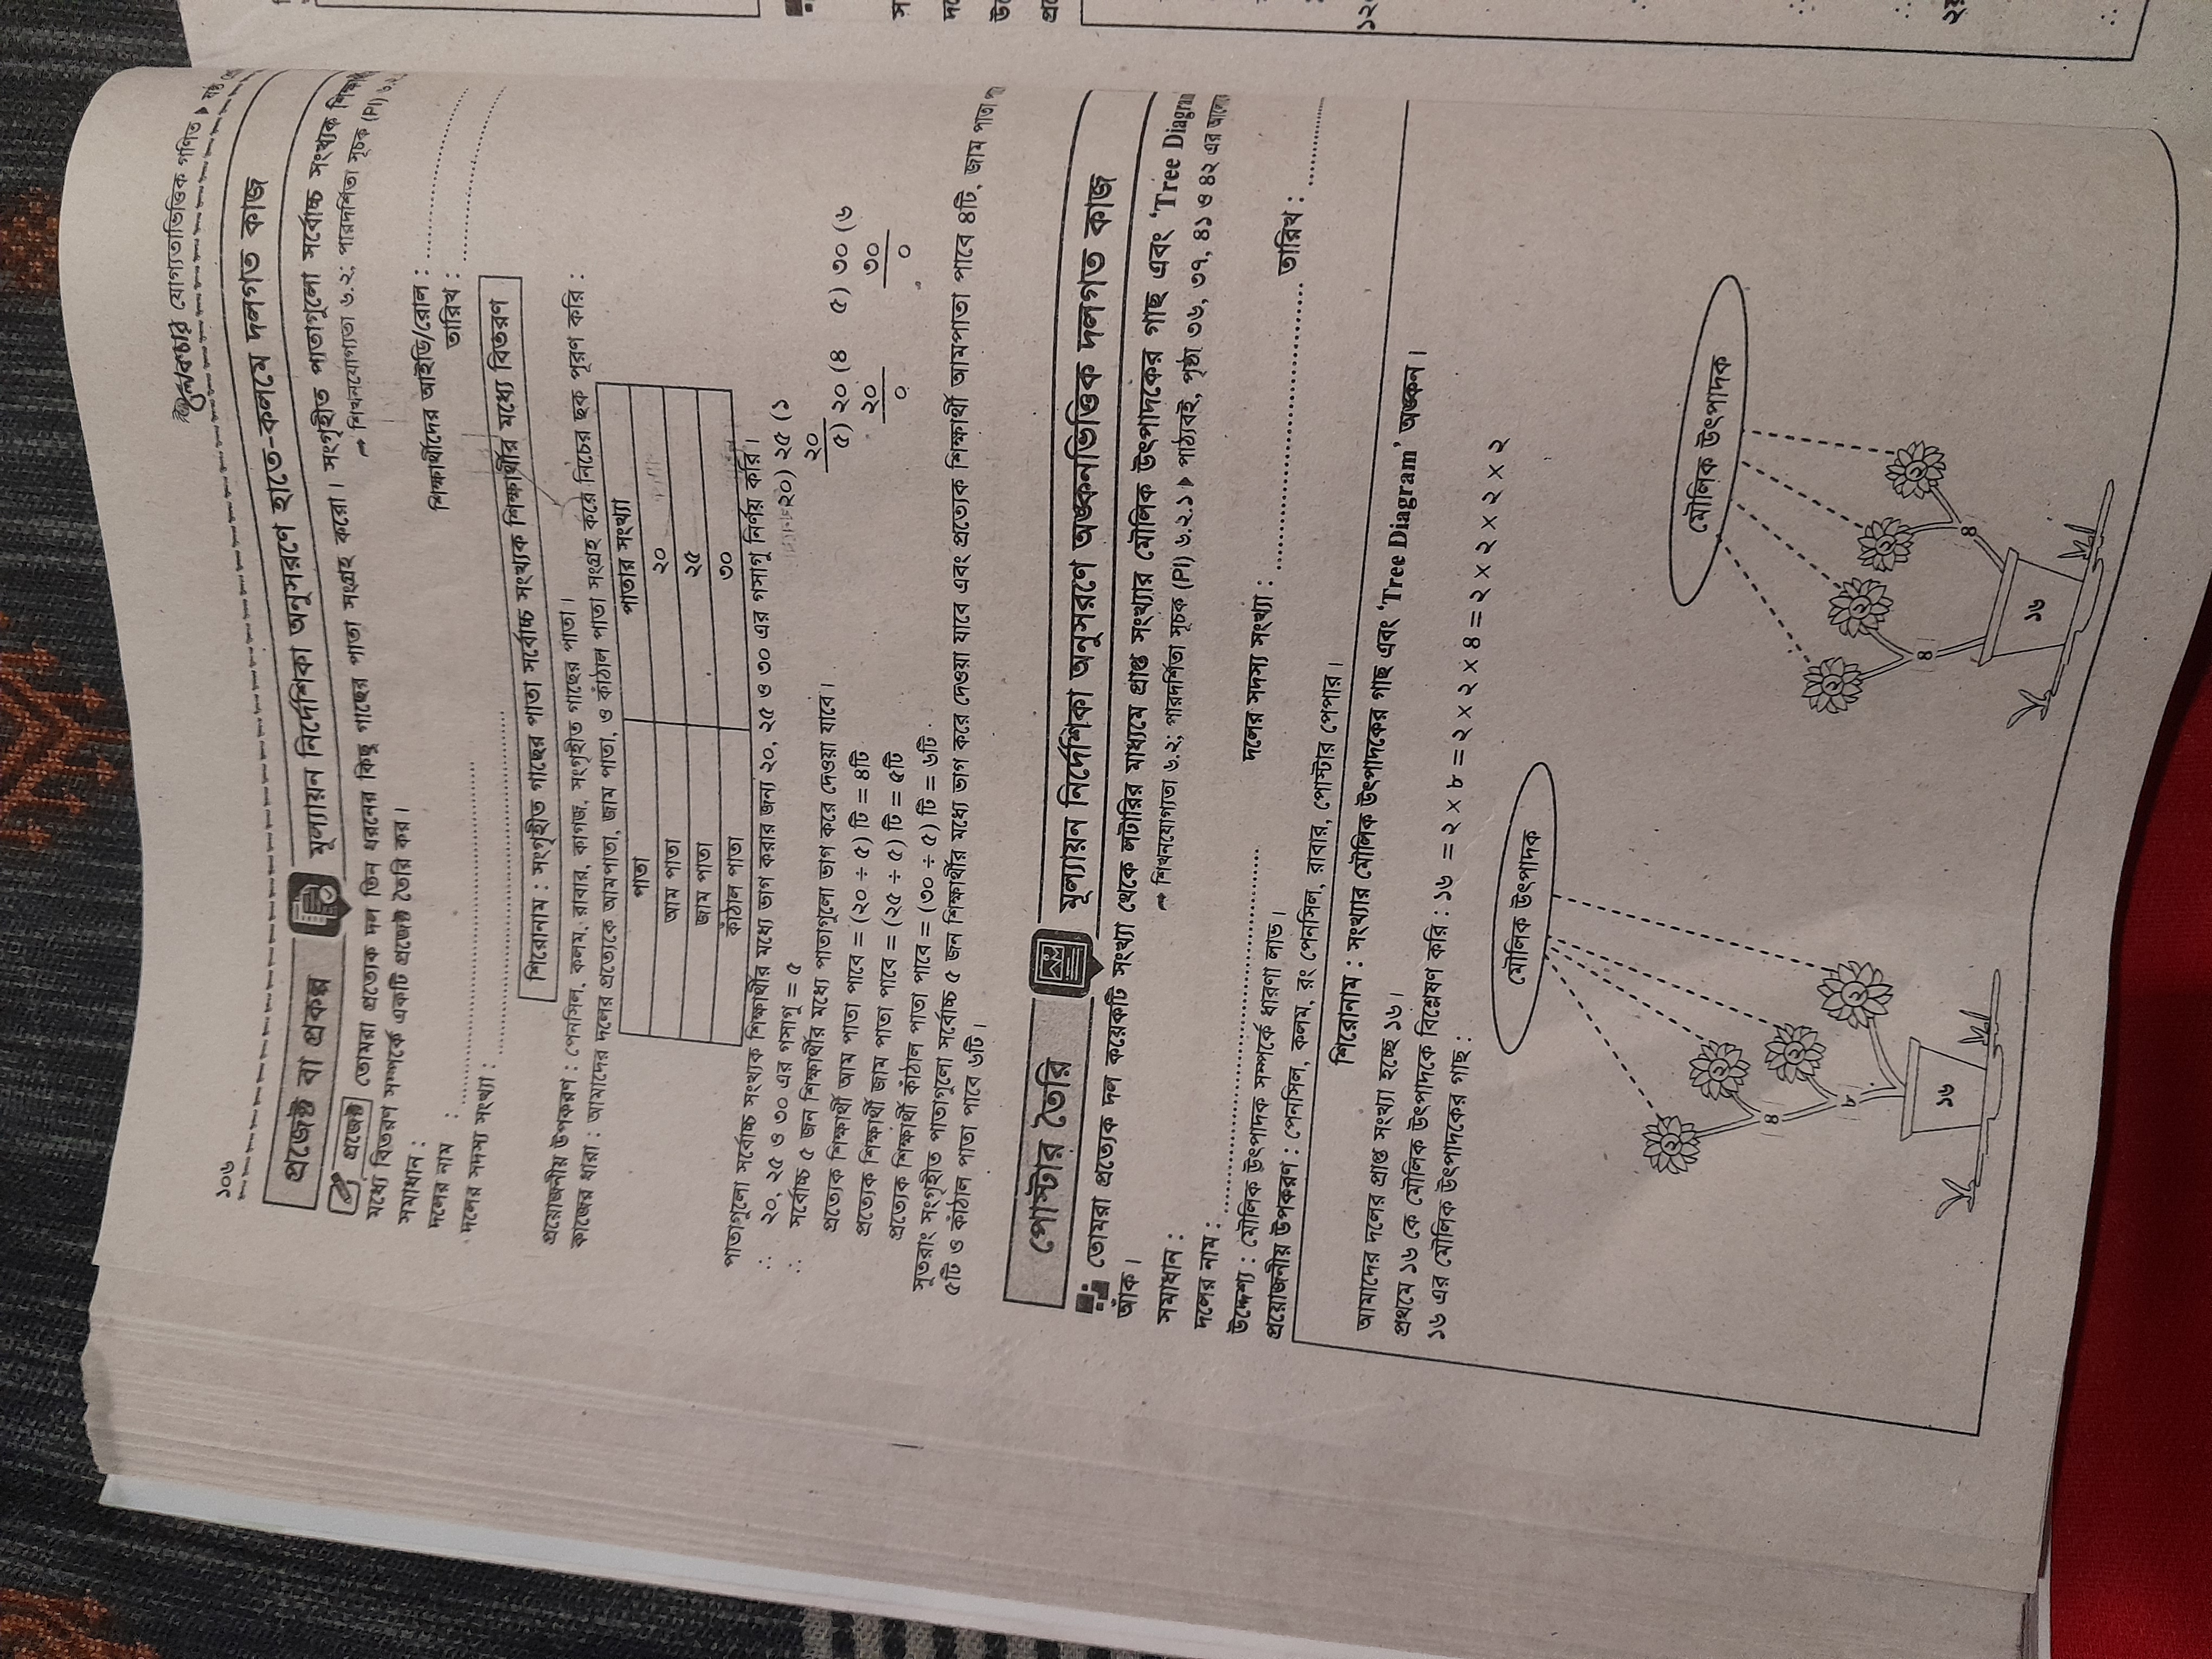 ১০৬
লেকচার যোগ্যতাভিত্তিক গণিত ▶ ষষ্ঠ
প্রজেক্ট বা প্রকল্প মূল্যায়ন নির্দেশিকা অনুসরণে হাতে-কলমে দলগত কাজ
প্রজেক্ট তোমরা প্রত্যেক দল তিন ধরনের কিছু গাছের পাতা সংগ্রহ করো। সংগৃহীত পাতাগুলো সর্বোচ্চ সংখ্যক
মধ্যে বিতরণ সম্পর্কে একটি প্রজেক্ট তৈরি কর। ➡ শিখনযোগ্যতা ৬.২; পারদর্শিতা সূচক (PI) ৬.২
সমাধান :
দলের নাম : শিক্ষার্থীদের আইডি/রোল :
দলের সদস্য সংখ্যা : তারিখ :
শিরোনাম : সংগৃহীত গাছের পাতা সর্বোচ্চ সংখ্যক শিক্ষার্থীর মধ্যে বিতরণ
প্রয়োজনীয় উপকরণ : পেনসিল, কলম, রাবার, কাগজ, সংগৃহীত গাছের পাতা।
কাজের ধারা : আমাদের দলের প্রত্যেকে আমপাতা, জাম পাতা, ও কাঁঠাল পাতা সংগ্রহ করে নিচের ছক পূরণ করি :
পাতা পাতার সংখ্যা
আম পাতা ২০
জাম পাতা ২৫
কাঁঠাল পাতা ৩০
পাতাগুলো সর্বোচ্চ সংখ্যক শিক্ষার্থীর মধ্যে ভাগ করার জন্য ২০, ২৫ ও ৩০ এর গসাগু নির্ণয় করি।
∴ ২০, ২৫ ও ৩০ এর গসাগু = ৫
∴ সর্বোচ্চ ৫ জন শিক্ষার্থীর মধ্যে পাতাগুলো ভাগ করে দেওয়া যাবে।
প্রত্যেক শিক্ষার্থী আম পাতা পাবে = (২০ ÷ ৫) টি = ৪টি
প্রত্যেক শিক্ষার্থী জাম পাতা পাবে = (২৫ ÷ ৫) টি = ৫টি
প্রত্যেক শিক্ষার্থী কাঁঠাল পাতা পাবে = (৩০ ÷ ৫) টি = ৬টি
২০) ২৫ (১
২০
৫) ২০ (৪ ৫) ৩০ (৬
২০ ৩০
০ ০
সুতরাং সংগৃহীত পাতাগুলো সর্বোচ্চ ৫ জন শিক্ষার্থীর মধ্যে ভাগ করে দেওয়া যাবে এবং প্রত্যেক শিক্ষার্থী আমপাতা পাবে ৪টি, জাম পাতা
৫টি ও কাঁঠাল পাতা পাবে ৬টি।
পোস্টার তৈরি মূল্যায়ন নির্দেশিকা অনুসরণে অঙ্কনভিত্তিক দলগত কাজ
তোমরা প্রত্যেক দল কয়েকটি সংখ্যা থেকে লটারির মাধ্যমে প্রাপ্ত সংখ্যার মৌলিক উৎপাদকের গাছ এবং ‘Tree Diagram
আঁক। ➡ শিখনযোগ্যতা ৬.২; পারদর্শিতা সূচক (PI) ৬.২.১ ▶ পাঠ্যবই, পৃষ্ঠা ৩৬, ৩৭, ৪১ ও ৪২ এর
সমাধান :
দলের নাম : দলের সদস্য সংখ্যা : তারিখ :
উদ্দেশ্য : মৌলিক উৎপাদক সম্পর্কে ধারণা লাভ।
প্রয়োজনীয় উপকরণ : পেনসিল, কলম, রং পেনসিল, রাবার, পোস্টার পেপার।
শিরোনাম : সংখ্যার মৌলিক উৎপাদকের গাছ এবং ‘Tree Diagram’ অঙ্কন।
আমাদের দলের প্রাপ্ত সংখ্যা হচ্ছে ১৬।
প্রথমে ১৬ কে মৌলিক উৎপাদকে বিশ্লেষণ করি : ১৬ = ২ × ৮ = ২ × ২ × ৪ = ২ × ২ × ২ × ২
১৬ এর মৌলিক উৎপাদকের গাছ :
মৌলিক উৎপাদক
২
২
৪
২
৮
২
১৬
মৌলিক উৎপাদক
২
২
২
২
৪
৪
১৬